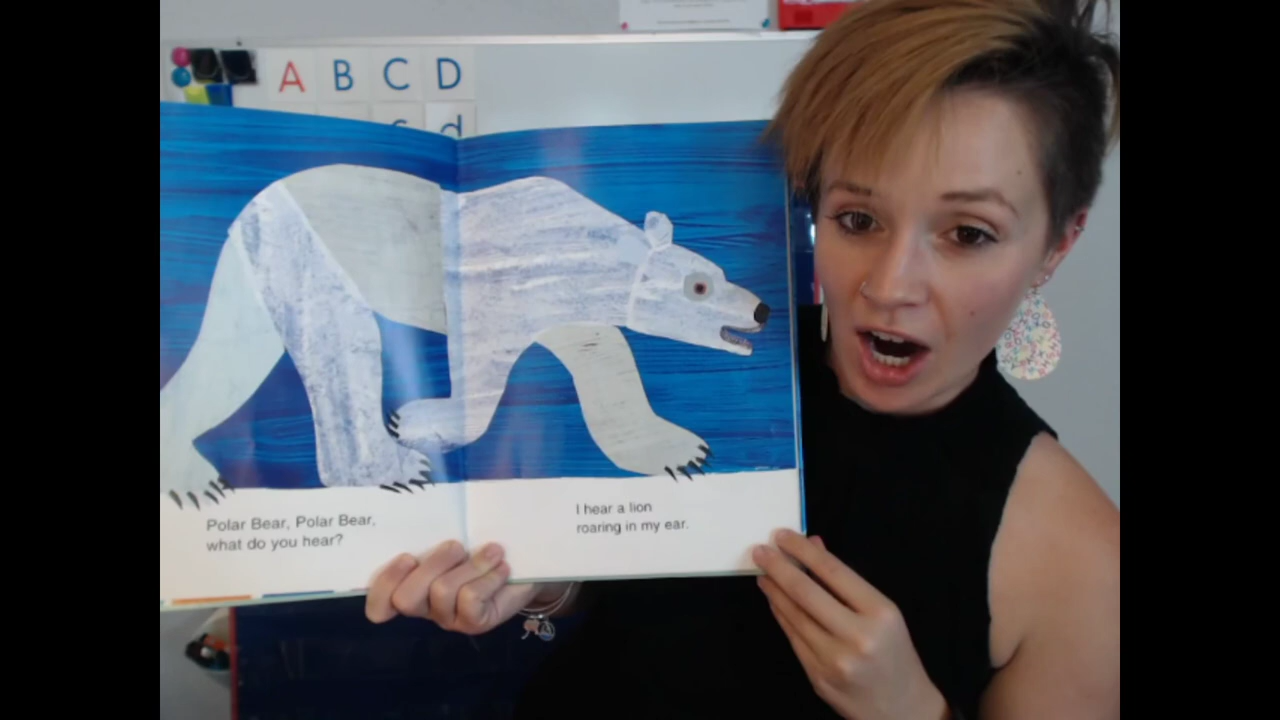 A B C D
d
Polar Bear, Polar Bear,
what do you hear?
I hear a lion
roaring in my ear.